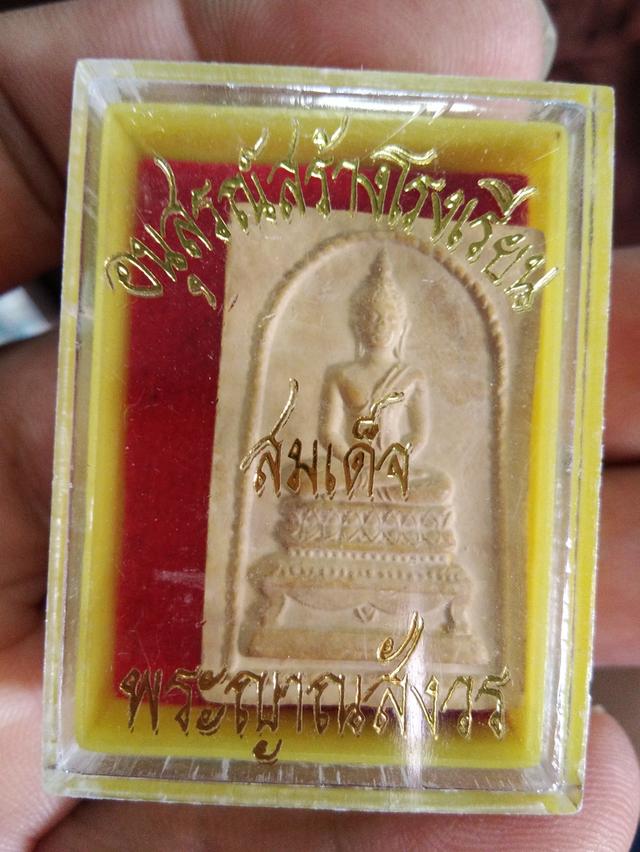 อนุสรณ์สร้างโรงเรียน
สมเด็จ
พระญาณสังวร